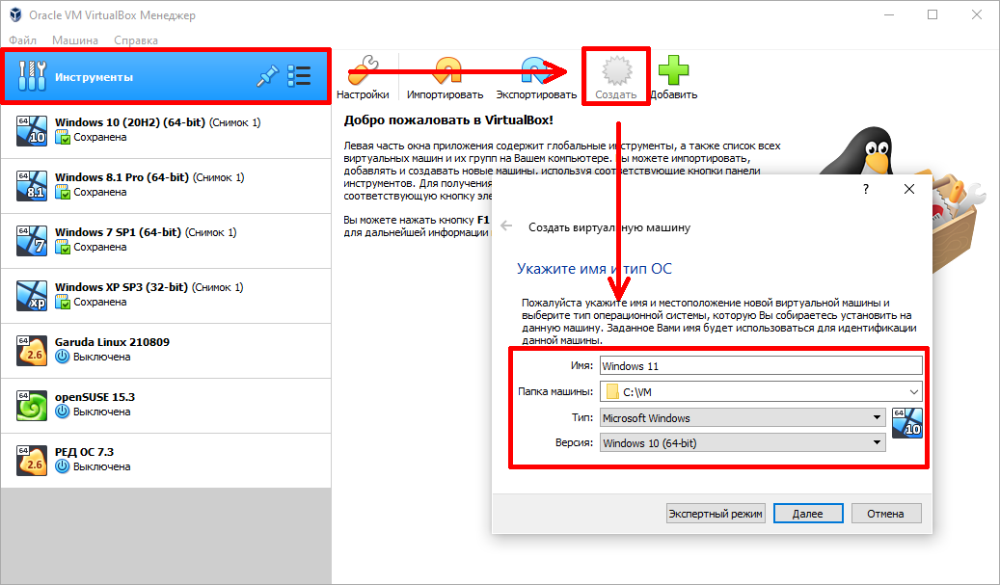 Oracle VM VirtualBox Менеджер
Файл Машина Справка
Инструменты
Настройки Импортировать Экспортировать Создать Добавить
64 10 Windows 10 (20H2) (64-bit) (Снимок 1)
Сохранена
64 8.1 Windows 8.1 Pro (64-bit) (Снимок 1)
Сохранена
64 7 Windows 7 SP1 (64-bit) (Снимок 1)
Сохранена
xp Windows XP SP3 (32-bit) (Снимок 1)
Сохранена
64 2.6 Garuda Linux 210809
Выключена
64 openSUSE 15.3
Выключена
64 2.6 РЕД ОС 7.3
Выключена
Добро пожаловать в VirtualBox!
Левая часть окна приложения содержит глобальные инструменты, а также список всех
виртуальных машин и их групп на Вашем компьютере. Вы можете импортировать,
добавлять и создавать новые машины, используя соответствующие кнопки панели
инструментов. Для получения
соответствующую кнопку
Вы можете нажать кнопку F1
для дальнейшей информации
?
Создать виртуальную машину
Укажите имя и тип ОС
Пожалуйста укажите имя и местоположение новой виртуальной машины и
выберите тип операционной системы, которую Вы собираетесь установить на
данную машину. Заданное Вами имя будет использоваться для идентификации
данной машины.
Имя: Windows 11
Папка машины: C:\VM
Тип: Microsoft Windows
64 10
Версия: Windows 10 (64-bit)
Экспертный режим Далее Отмена